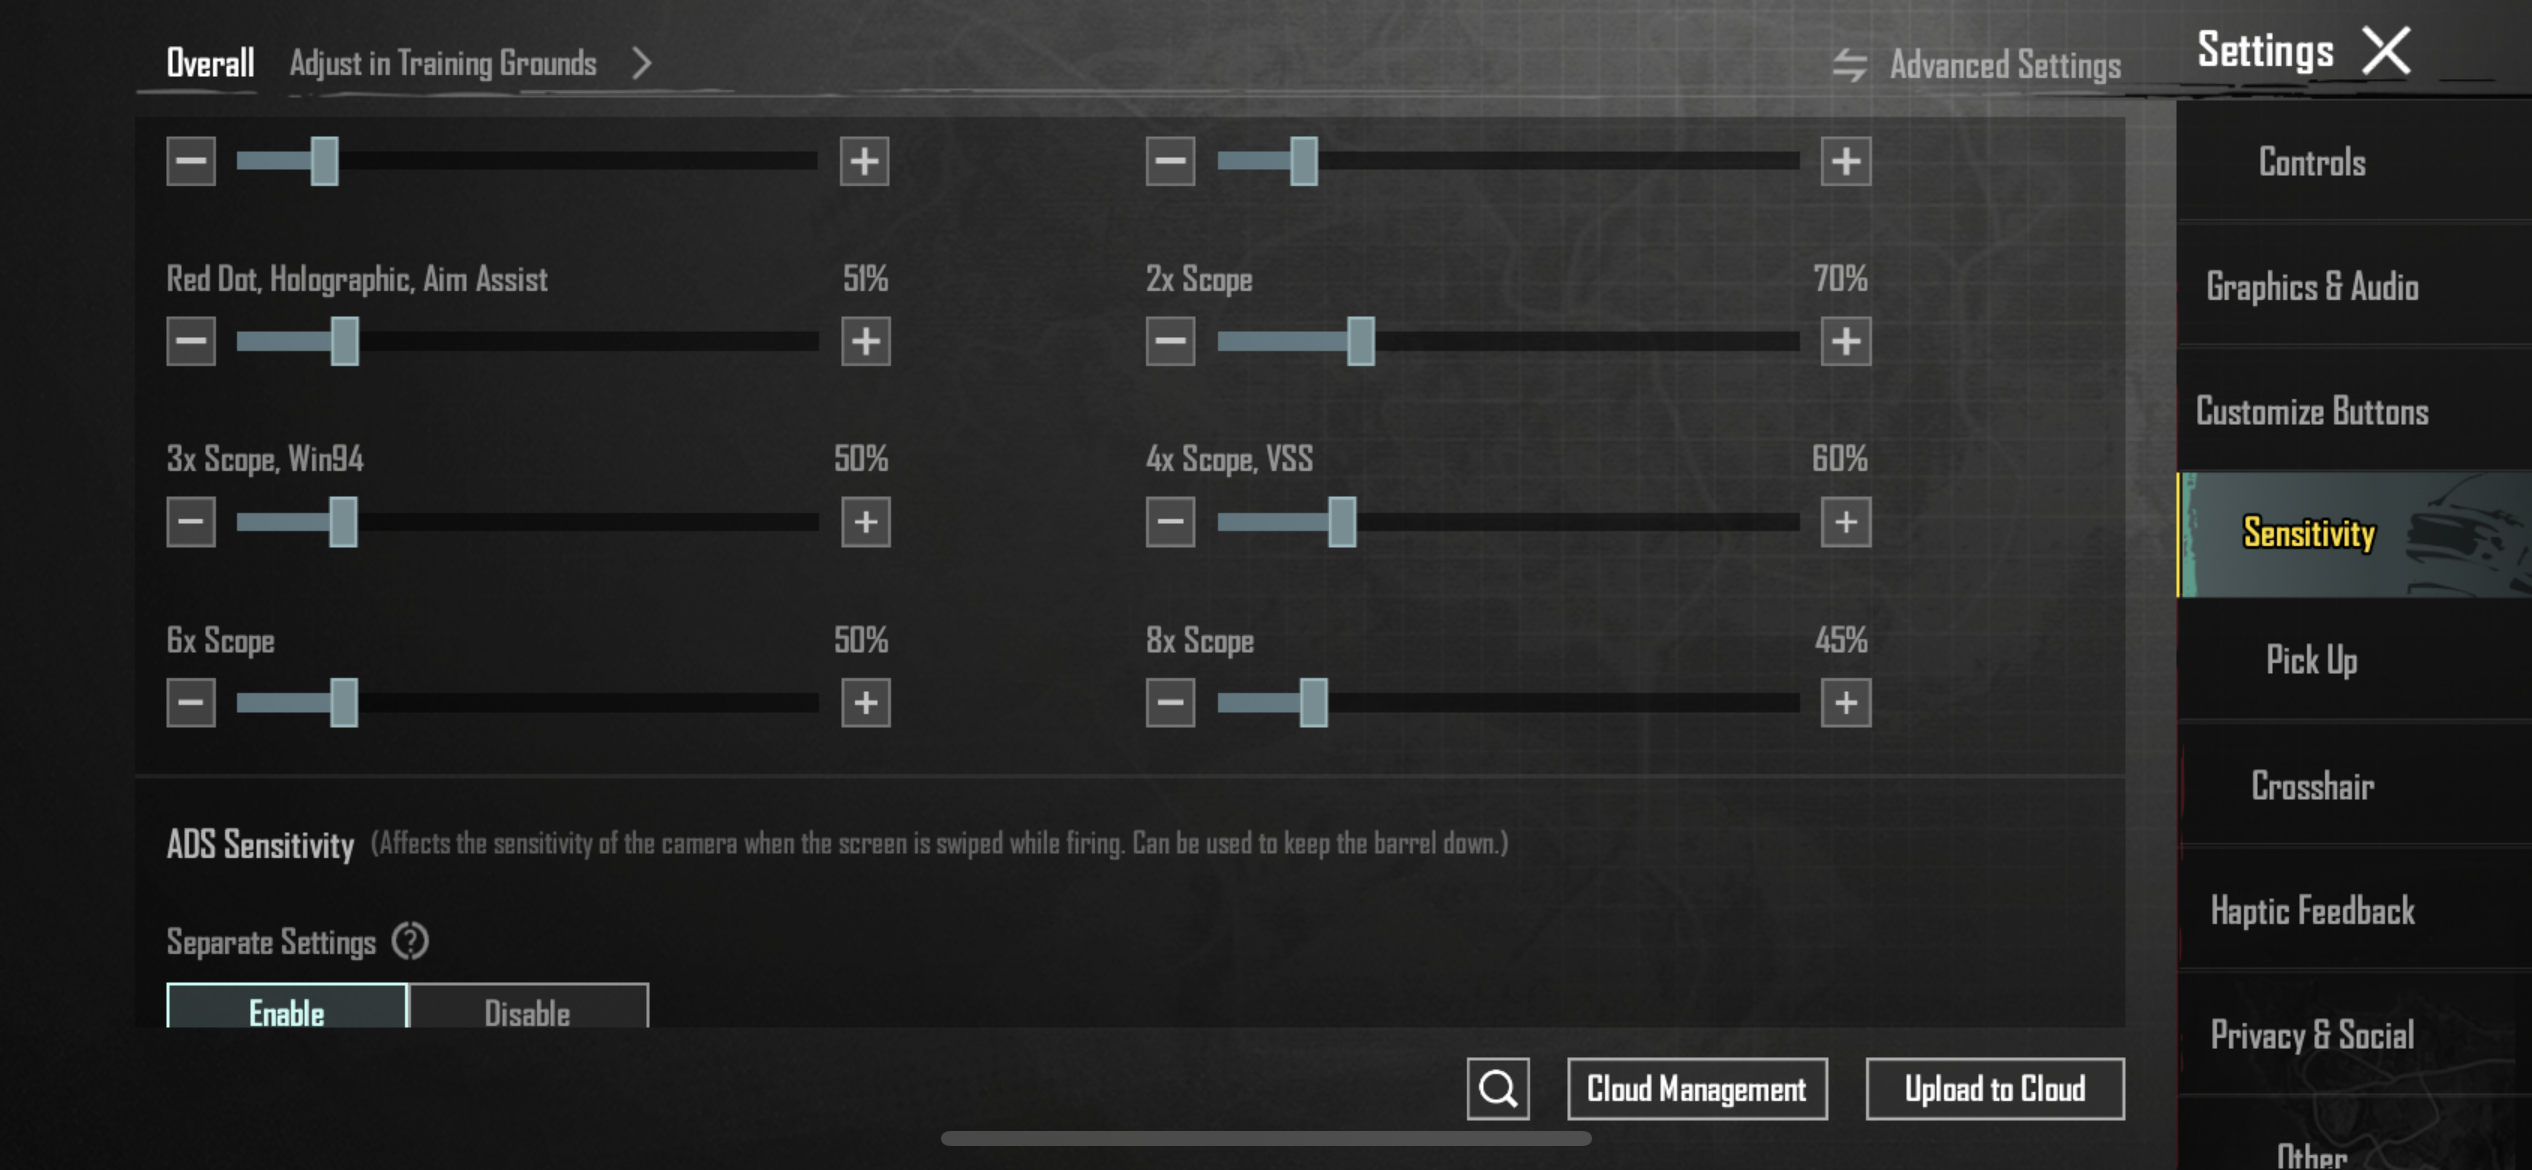 Overall Adjust in Training Grounds Advanced Settings Settings
Controls
Red Dot, Holographic, Aim Assist 51% 2x Scope 70%
Graphics & Audio
Customize Buttons
3x Scope, Win94 50% 4x Scope, VSS 60%
Sensitivity
6x Scope 50% 8x Scope 45%
Pick Up
Crosshair
ADS Sensitivity (Affects the sensitivity of the camera when the screen is swiped while firing. Can be used to keep the barrel down.)
Haptic Feedback
Separate Settings ?
Enable Disable
Privacy & Social
Cloud Management Upload to Cloud
Other